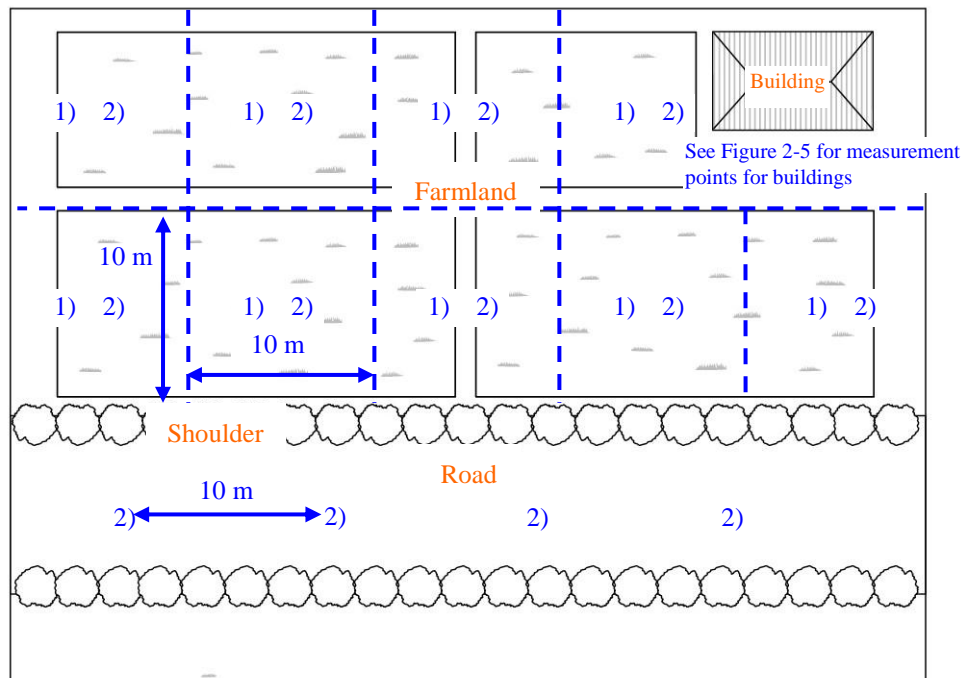 Building
1) 2) 1) 2) 1) 2) 1) 2)
See Figure 2-5 for measurement
points for buildings
Farmland
10 m
1) 2) 1) 2) 1) 2) 1) 2) 1) 2)
10 m
Shoulder
Road
10 m
2) 2) 2) 2)